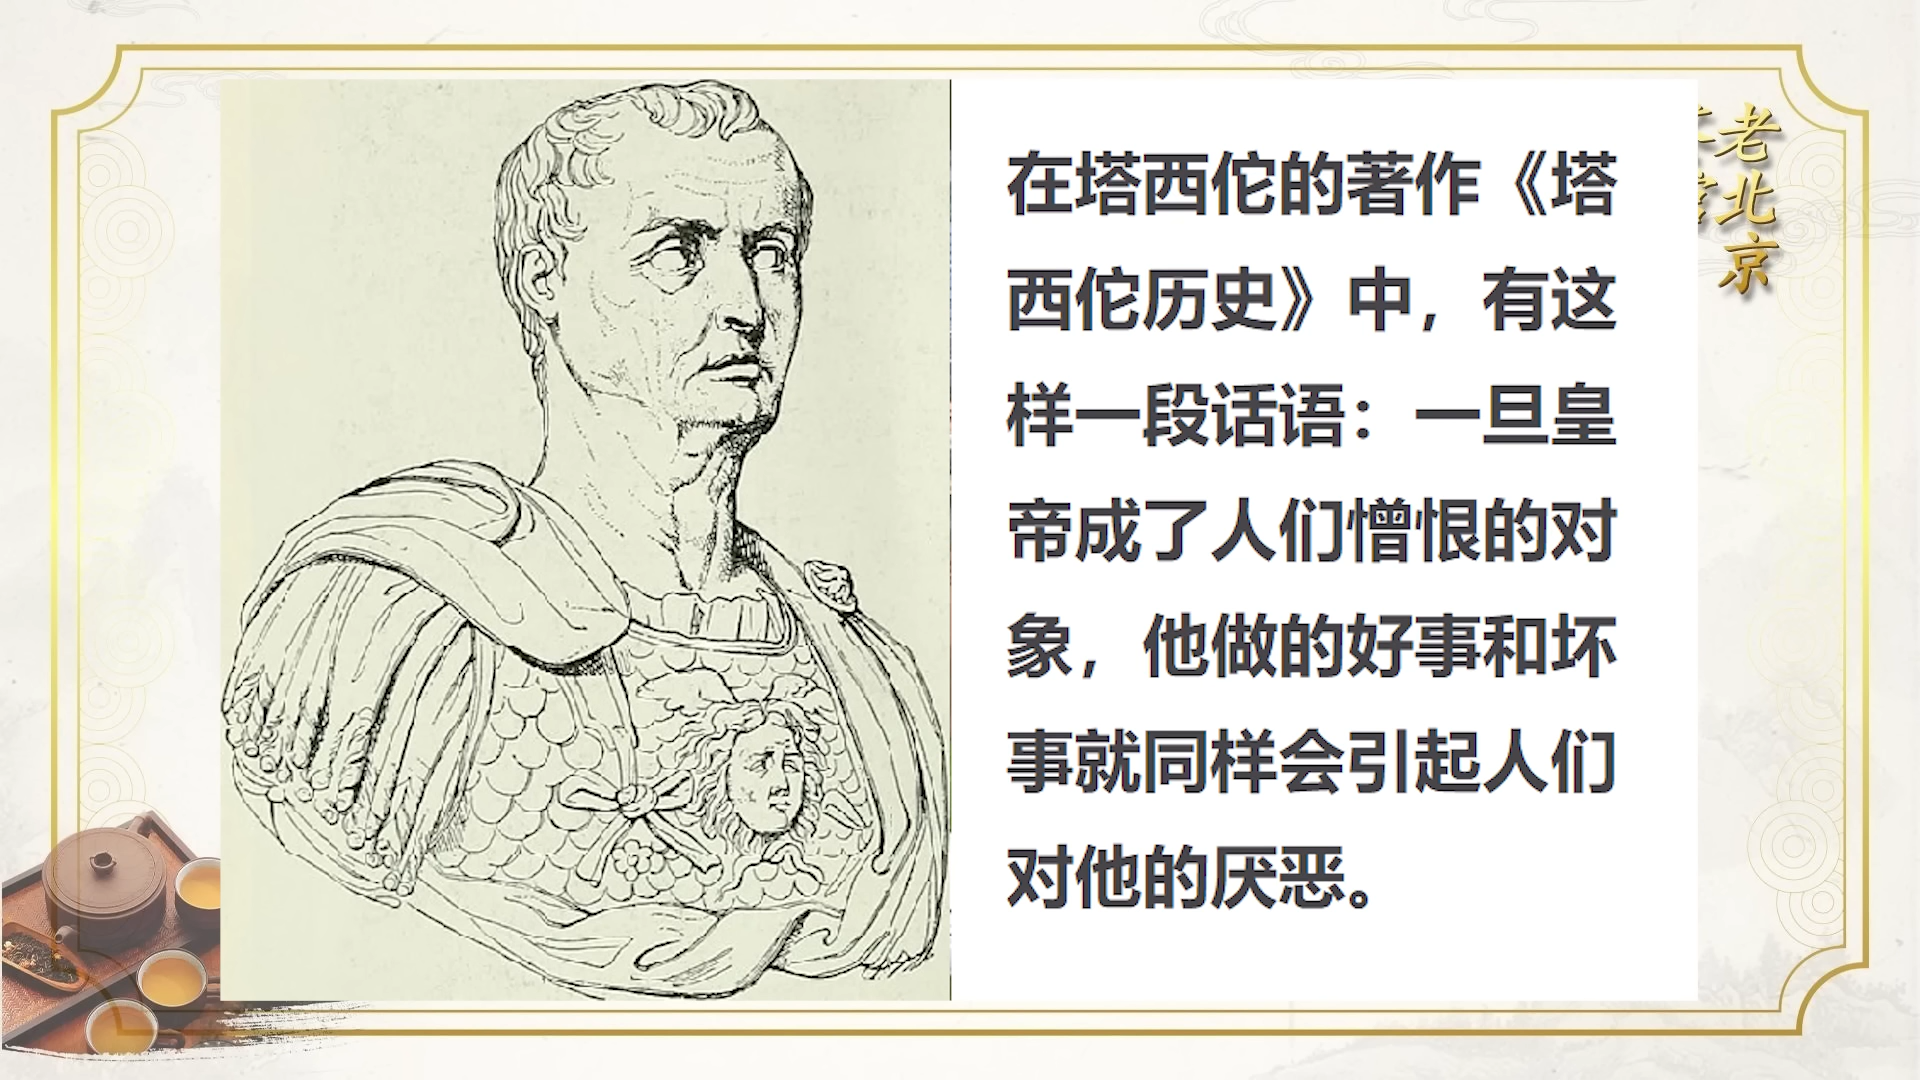 在塔西佗的著作《塔
西佗历史》中，有这
样一段话语：一旦皇
帝成了人们憎恨的对
象，他做的好事和坏
事就同样会引起人们
对他的厌恶。
老北京